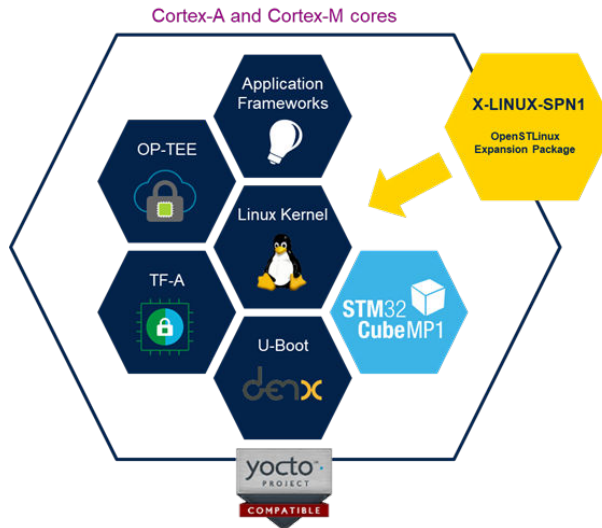 Cortex-A and Cortex-M cores
Application
Frameworks
X-LINUX-SPN1
OpenSTLinux
Expansion Package
OP-TEE
Linux Kernel
TF-A
STM32
CubeMP1
U-Boot
denx
yocto™
PROJECT
COMPATIBLE